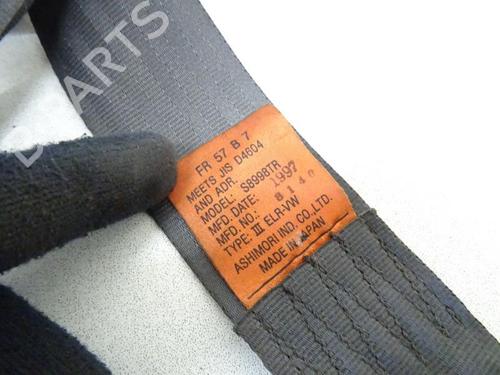 FR 57 B 7
MEETS JIS D4604
AND ADR.
MODEL: S8998TR
MFD. DATE: 1997
MFD. NO.: 8140
TYPE: III ELR-VW
ASHIMORI IND. CO.,LTD.
MADE IN JAPAN
PARTS